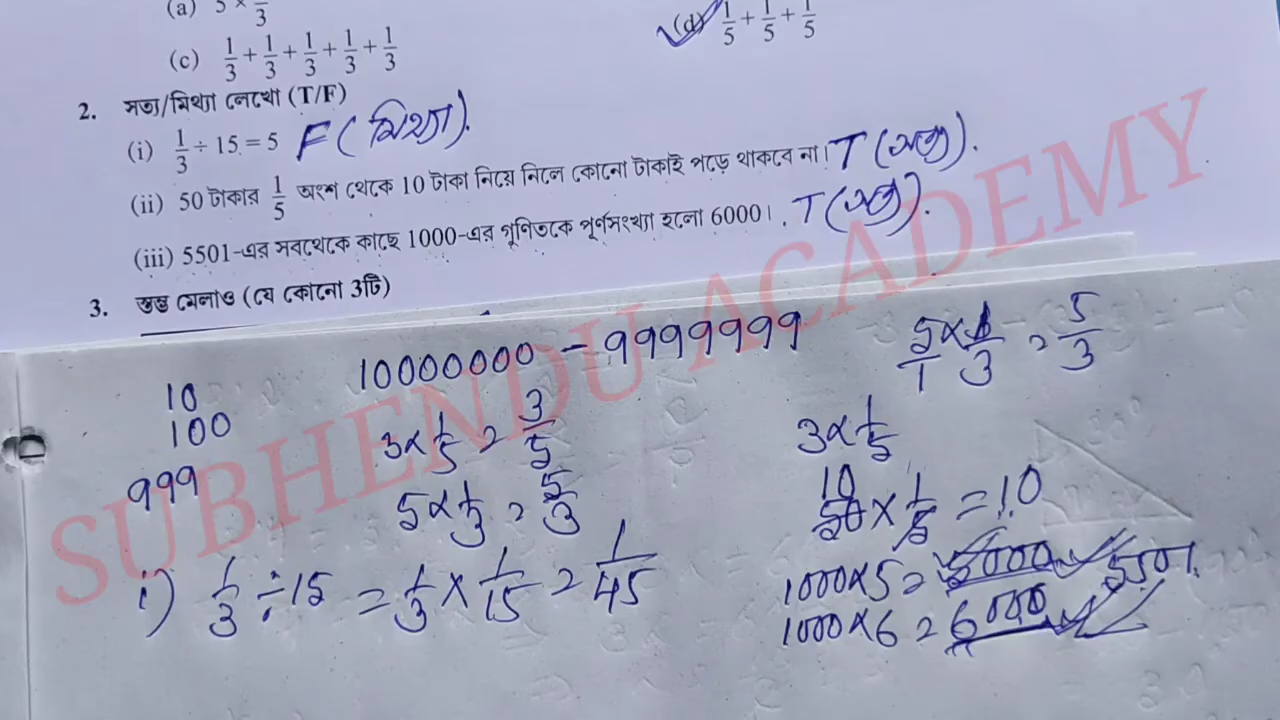 (a) 5 × 1/3
(d) 1/5 + 1/5 + 1/5
(c) 1/3 + 1/3 + 1/3 + 1/3 + 1/3
2. সত্য/মিথ্যা লেখো (T/F)
(i) 1/3 ÷ 15 = 5 F (মিথ্যা).
(ii) 50 টাকার 1/5 অংশ থেকে 10 টাকা নিয়ে নিলে কোনো টাকাই পড়ে থাকবে না। T (সত্য).
(iii) 5501-এর সবথেকে কাছে 1000-এর গুণিতকে পূর্ণসংখ্যা হলো 6000। T (সত্য).
3. স্তম্ভ মেলাও (যে কোনো 3টি)
10000000 - 9999999
5/1 × 1/3 = 5/3
10
100
999
3 × 1/5 = 3/5
3 × 1/5
5 × 1/3 = 5/3
10
50 × 1/5 = 10
i) 1/3 ÷ 15 = 1/3 × 1/15 = 1/45
1000 × 5 = 5000 5501
1000 × 6 = 6000
SUBHENDU ACADEMY